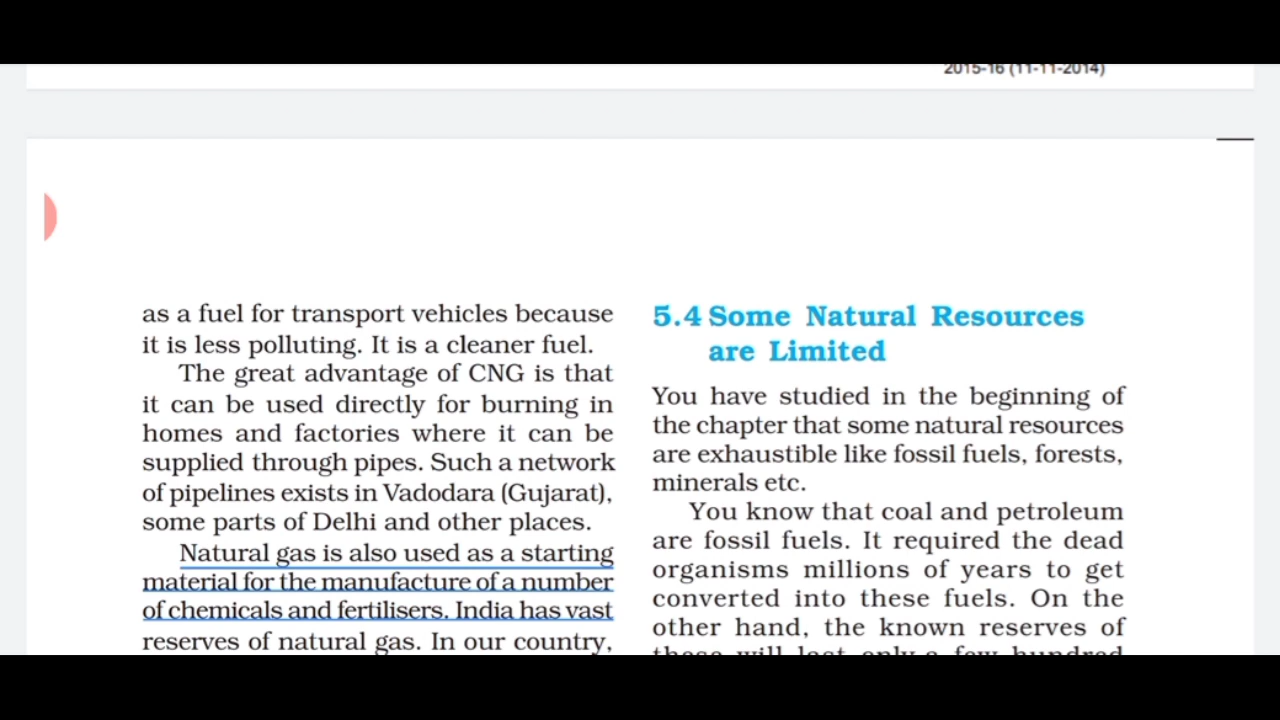 2015-16 (11-11-2014)
as a fuel for transport vehicles because
it is less polluting. It is a cleaner fuel.
The great advantage of CNG is that
it can be used directly for burning in
homes and factories where it can be
supplied through pipes. Such a network
of pipelines exists in Vadodara (Gujarat),
some parts of Delhi and other places.
Natural gas is also used as a starting
material for the manufacture of a number
of chemicals and fertilisers. India has vast
reserves of natural gas. In our country,
5.4 Some Natural Resources
are Limited
You have studied in the beginning of
the chapter that some natural resources
are exhaustible like fossil fuels, forests,
minerals etc.
You know that coal and petroleum
are fossil fuels. It required the dead
organisms millions of years to get
converted into these fuels. On the
other hand, the known reserves of
these will last only a few hundred